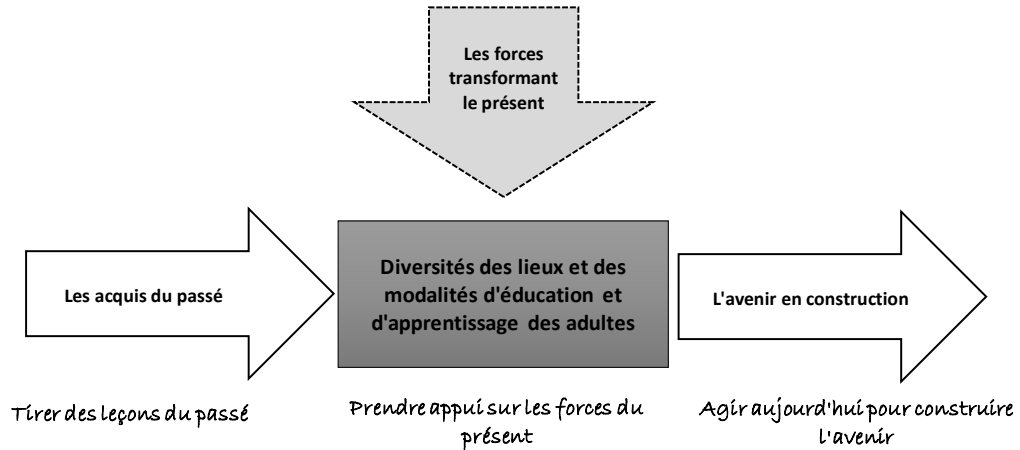 Les forces
transformant
le présent
Les acquis du passé
Diversités des lieux et des
modalités d'éducation et
d'apprentissage des adultes
L'avenir en construction
Tirer des leçons du passé
Prendre appui sur les forces du
présent
Agir aujourd'hui pour construire
l'avenir